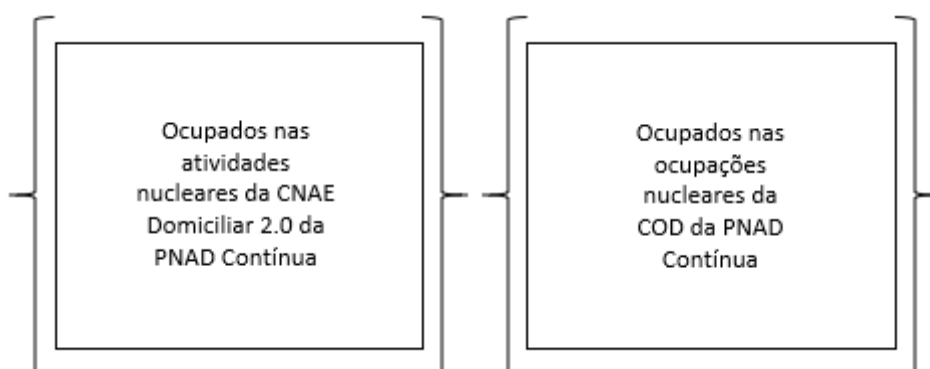 Ocupados nas
atividades
nucleares da CNAE
Domiciliar 2.0 da
PNAD Contínua
Ocupados nas
ocupações
nucleares da
COD da PNAD
Contínua